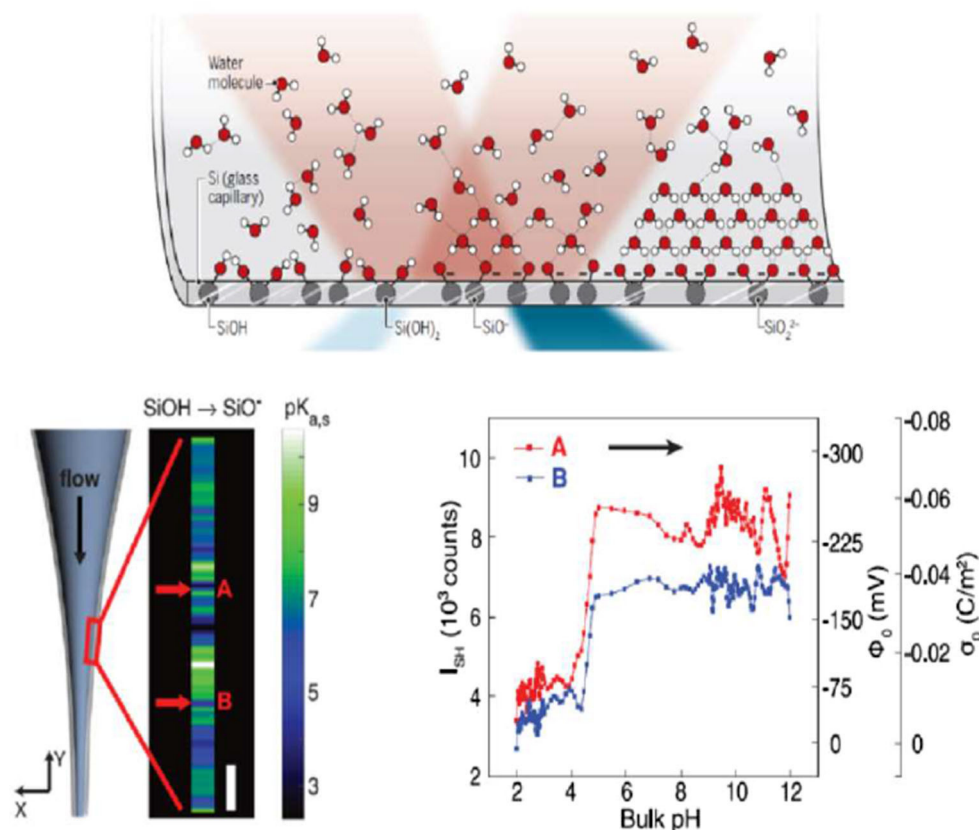 Water
molecule
Si (glass
capillary)
SiOH
Si(OH)₂
SiO⁻
SiO₂²⁻
SiOH → SiO⁻
pKa,s
flow
9
7
5
3
A
B
Y
X
A
B
10
8
6
4
2
I_SH (10³ counts)
2 4 6 8 10 12
Bulk pH
-300
-225
-150
-75
0
Φ₀ (mV)
-0.08
-0.06
-0.04
-0.02
0
σ₀ (C/m²)